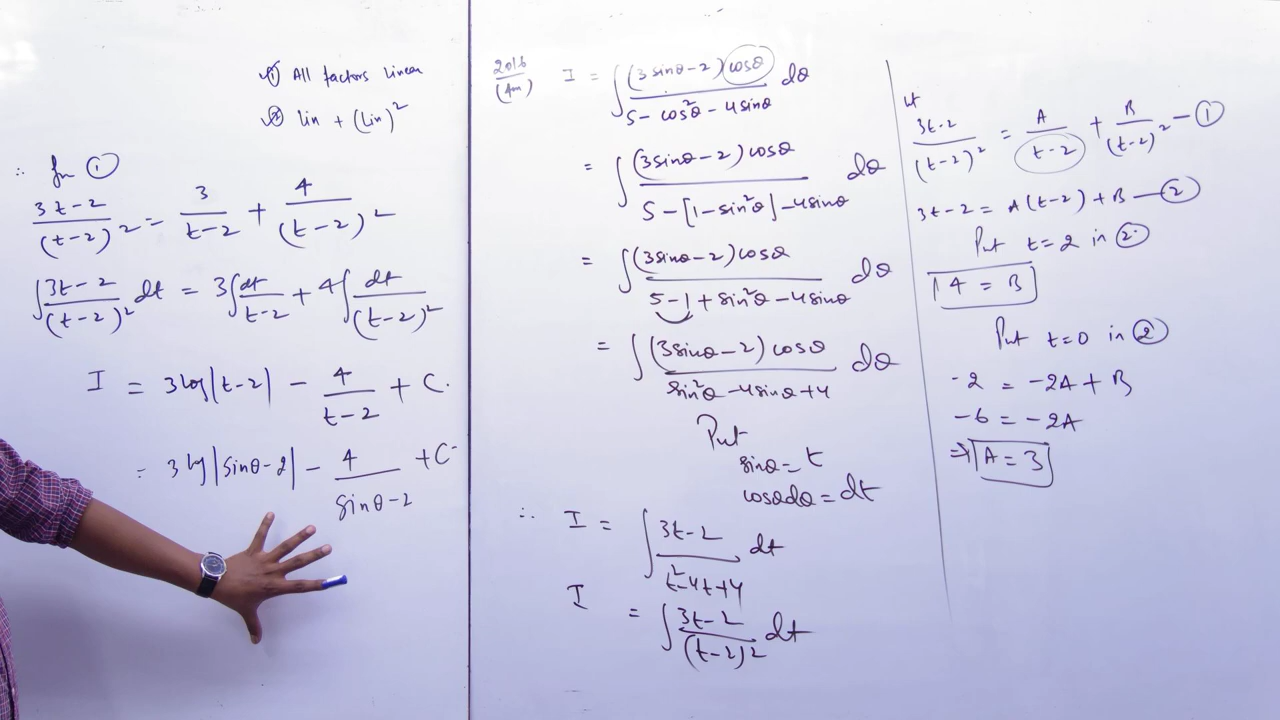 ① All factors linear
② Lin + (Lin)²
∴ fm ①
3t-2/(t-2)² = 3/t-2 + 4/(t-2)²
∫ 3t-2/(t-2)² dt = 3∫ dt/t-2 + 4∫ dt/(t-2)²
I = 3log|t-2| - 4/t-2 + C.
= 3log|sinθ-2| - 4/sinθ-2 + C
2016 (4m) I = ∫ (3sinθ-2)cosθ/5-cos²θ-4sinθ dθ
= ∫ (3sinθ-2)cosθ/5-[1-sin²θ]-4sinθ dθ
= ∫ (3sinθ-2)cosθ/5-1+sin²θ-4sinθ dθ
= ∫ (3sinθ-2)cosθ/sin²θ-4sinθ+4 dθ
Put
sinθ = t
cosθdθ = dt
∴ I = ∫ 3t-2/t²-4t+4 dt
I = ∫ 3t-2/(t-2)2 dt
let
3t-2/(t-2)² = A/t-2 + B/(t-2)² - ①
3t-2 = A(t-2) + B - ②
Put t=2 in ②
4 = B
Put t=0 in ②
-2 = -2A + B
-6 = -2A
⇒ A = 3